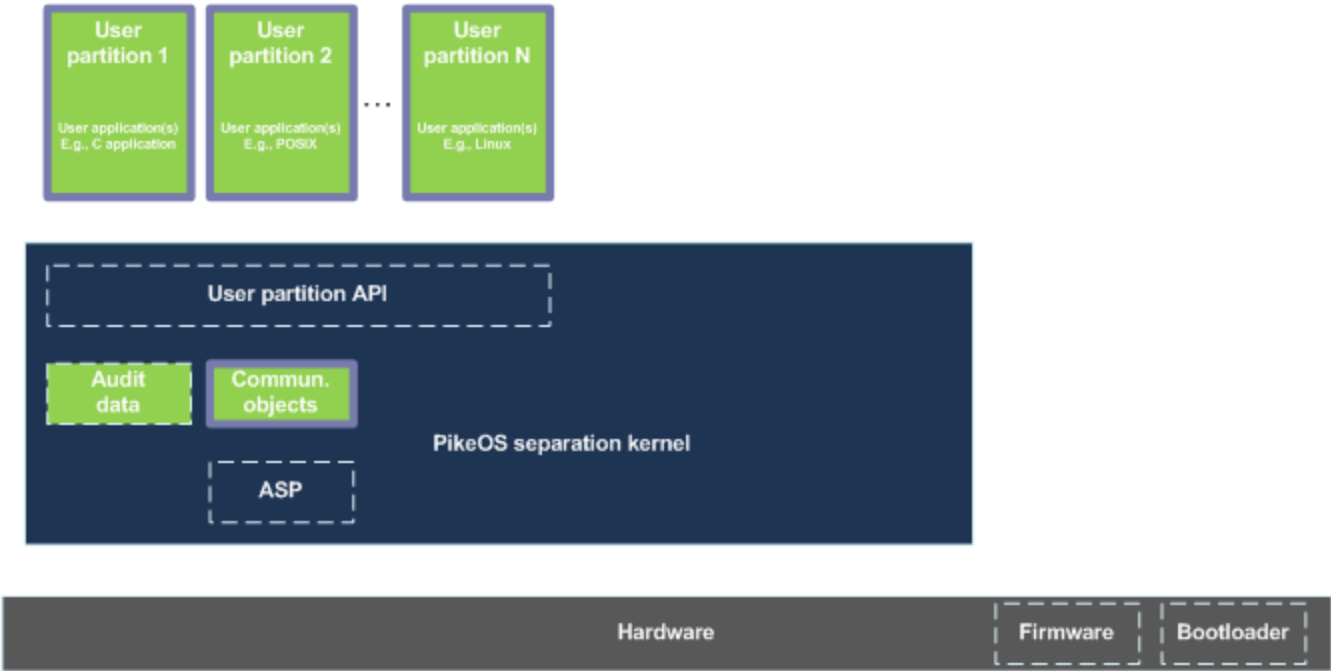 User
partition 1
User application(s)
E.g., C application
User
partition 2
User application(s)
E.g., POSIX
...
User
partition N
User application(s)
E.g., Linux
User partition API
Audit
data
Commun.
objects
PikeOS separation kernel
ASP
Hardware
Firmware
Bootloader